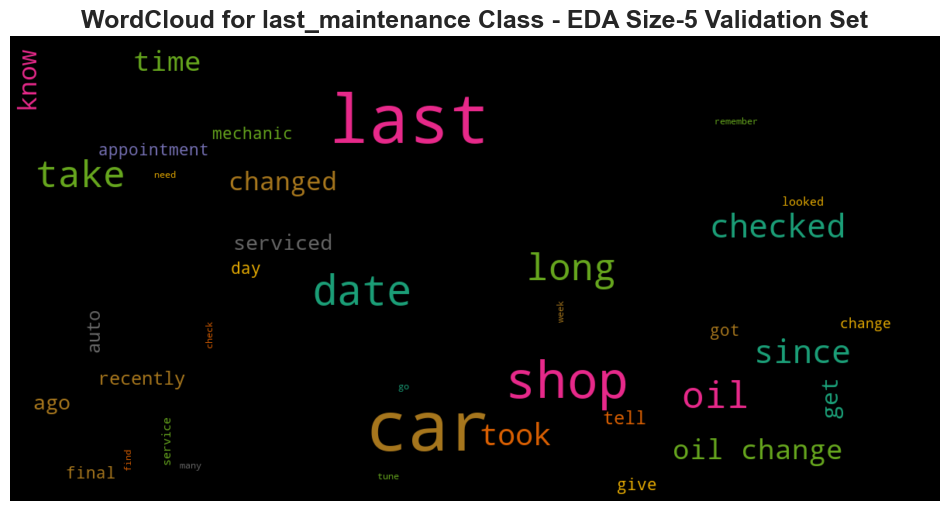 WordCloud for last_maintenance Class - EDA Size-5 Validation Set
know
time
last
remember
mechanic
appointment
take
need
changed
looked
checked
serviced
day
long
date
week
auto
check
got
change
since
recently
go
shop
oil
get
ago
car
took
tell
service
final
find
many
tune
oil change
give